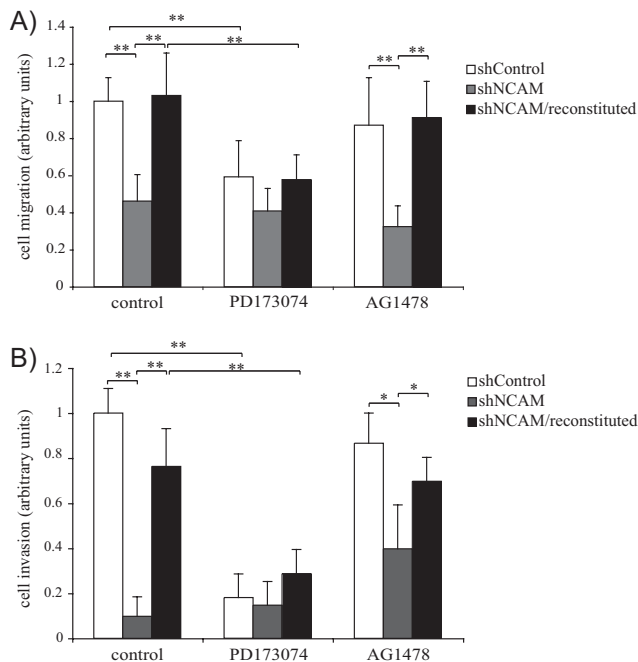 A)
cell migration (arbitrary units)
1.4
1.2
1
0.8
0.6
0.4
0.2
0
**
** **
**
** **
control
PD173074
AG1478
shControl
shNCAM
shNCAM/reconstituted
B)
cell invasion (arbitrary units)
1.2
1
0.8
0.6
0.4
0.2
0
**
** **
**
* *
control
PD173074
AG1478
shControl
shNCAM
shNCAM/reconstituted